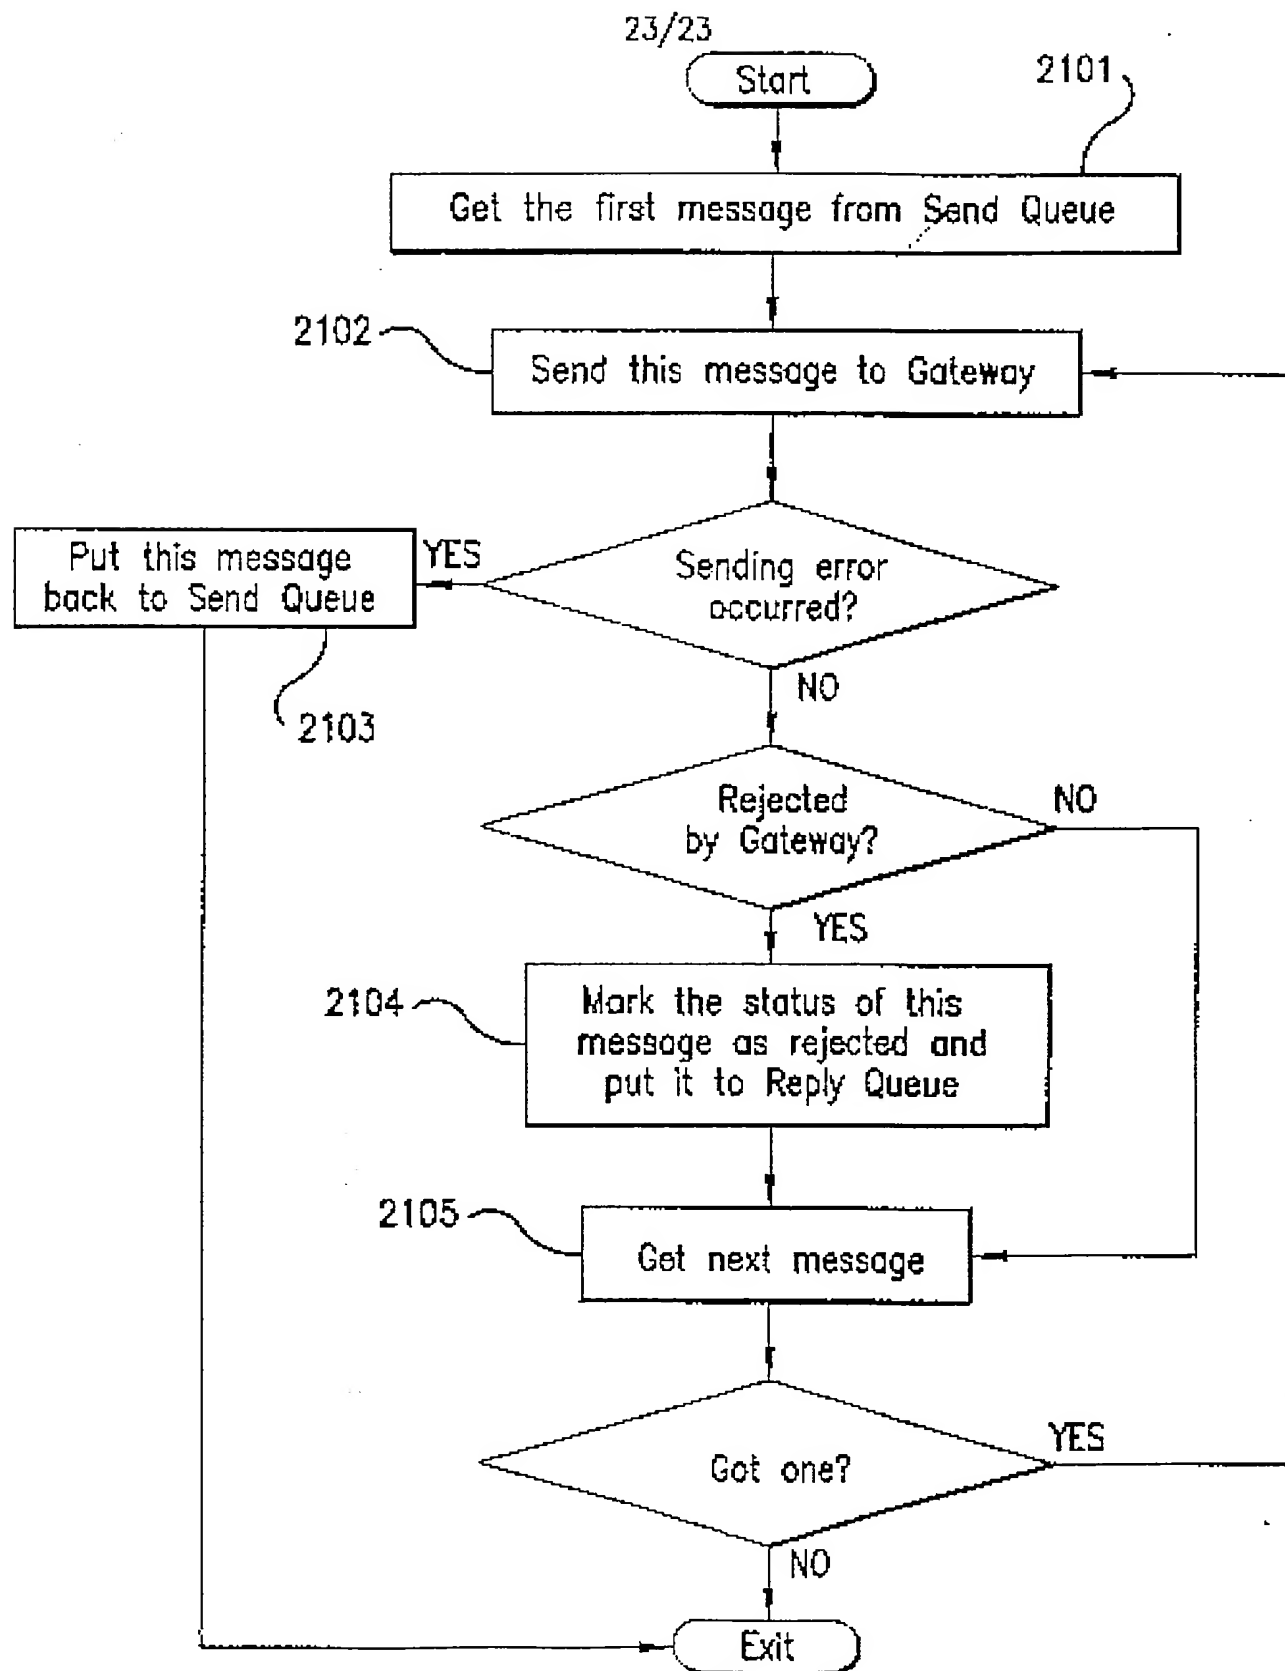 23/23
Start
2101
Get the first message from Send Queue
2102
Send this message to Gateway
Sending error
occurred?
YES
Put this message
back to Send Queue
2103
NO
Rejected
by Gateway?
NO
YES
2104
Mark the status of this
message as rejected and
put it to Reply Queue
2105
Get next message
Got one?
YES
NO
Exit